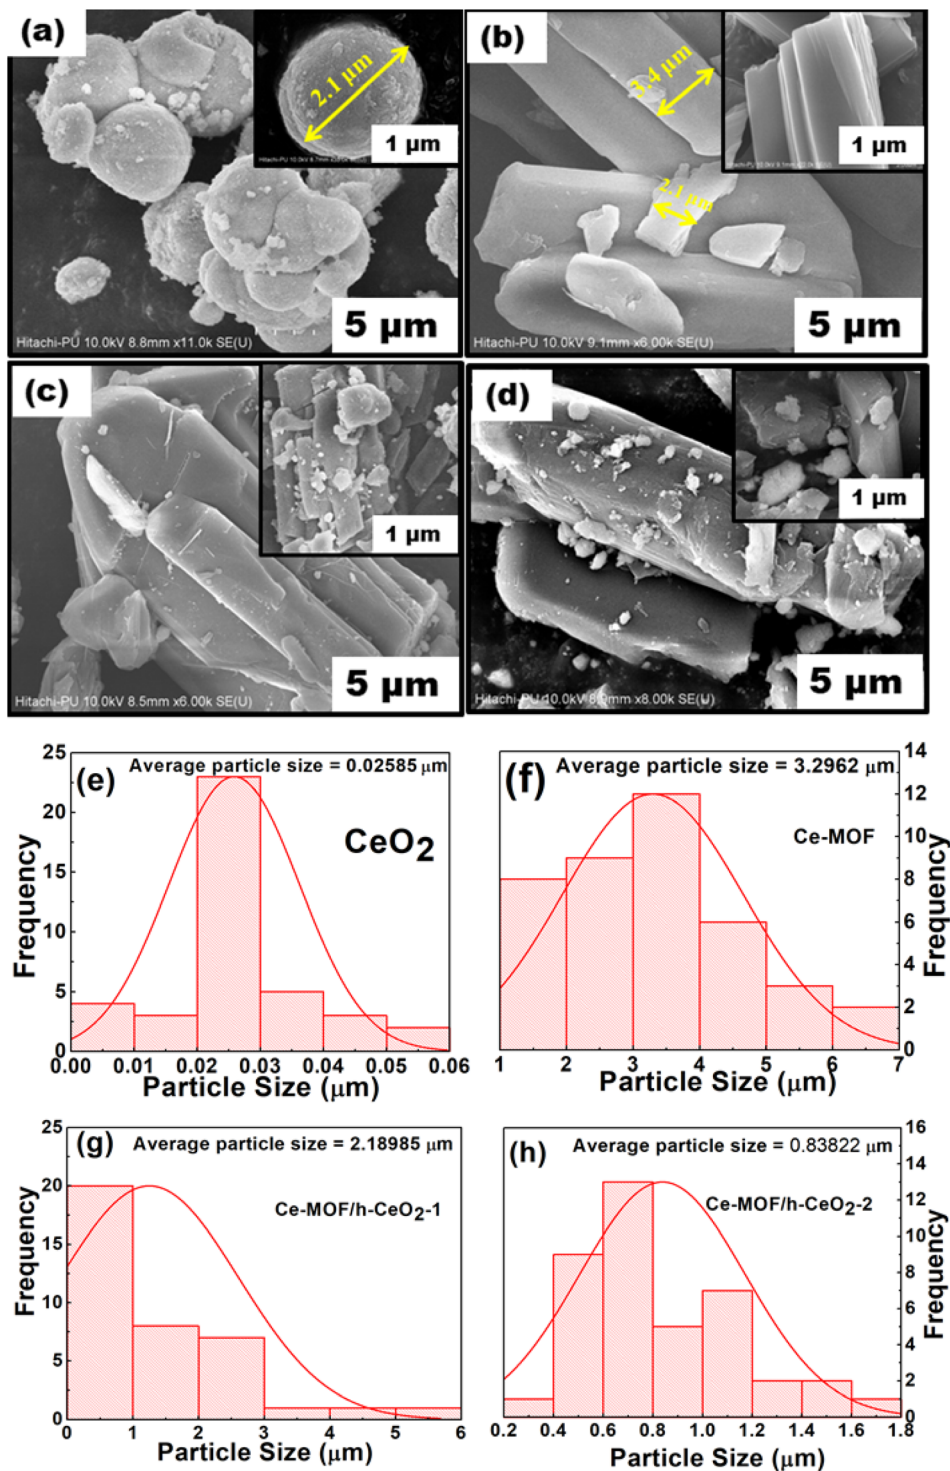 (a)
2.1 µm
1 µm
5 µm
Hitachi-PU 10.0kV 8.8mm x11.0k SE(U)
(b)
3.4 µm
2.1 µm
1 µm
5 µm
Hitachi-PU 10.0kV 9.1mm x6.00k SE(U)
(c)
1 µm
5 µm
Hitachi-PU 10.0kV 8.5mm x6.00k SE(U)
(d)
1 µm
5 µm
Hitachi-PU 10.0kV 8.9mm x8.00k SE(U)
(e)
Average particle size = 0.02585 µm
CeO2
Frequency
25
20
15
10
5
0
0.00 0.01 0.02 0.03 0.04 0.05 0.06
Particle Size (µm)
(f)
Average particle size = 3.2962 µm
Ce-MOF
Frequency
14
12
10
8
6
4
2
0
1 2 3 4 5 6 7
Particle Size (µm)
(g)
Average particle size = 2.18985 µm
Ce-MOF/h-CeO2-1
Frequency
25
20
15
10
5
0
0 1 2 3 4 5 6
Particle Size (µm)
(h)
Average particle size = 0.83822 µm
Ce-MOF/h-CeO2-2
Frequency
16
14
12
10
8
6
4
2
0
0.2 0.4 0.6 0.8 1.0 1.2 1.4 1.6 1.8
Particle Size (µm)